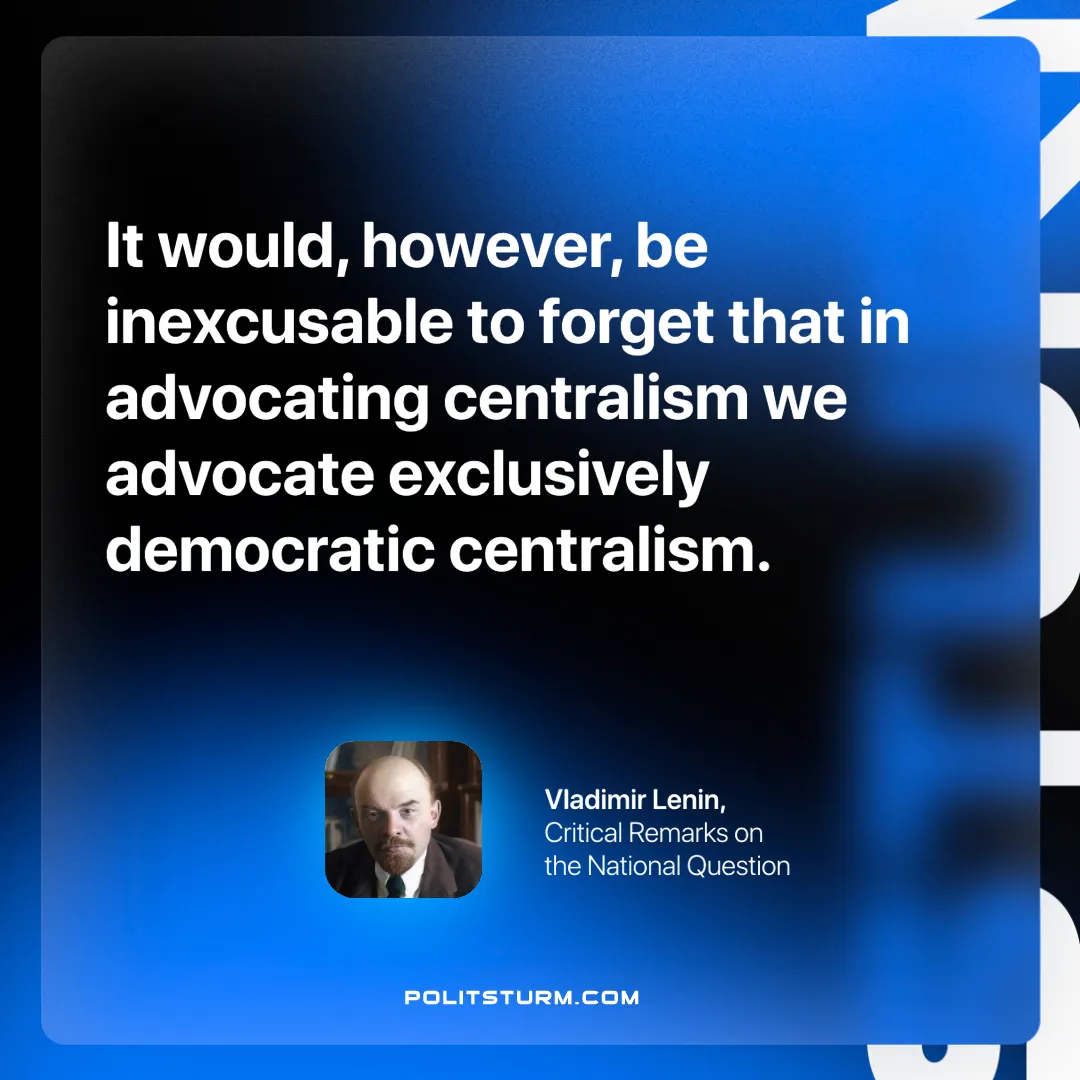 It would, however, be
inexcusable to forget that in
advocating centralism we
advocate exclusively
democratic centralism.
Vladimir Lenin,
Critical Remarks on
the National Question
POLITSTURM.COM